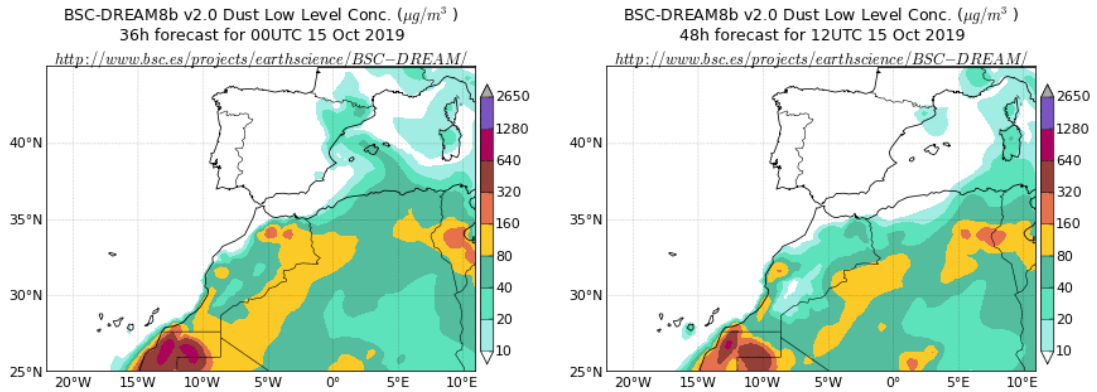 BSC-DREAM8b v2.0 Dust Low Level Conc. (μg/m³ )
36h forecast for 00UTC 15 Oct 2019
http://www.bsc.es/projects/earthscience/BSC−DREAM/
40°N
35°N
30°N
25°N
20°W 15°W 10°W 5°W 0° 5°E 10°E
2650
1280
640
320
160
80
40
20
10
BSC-DREAM8b v2.0 Dust Low Level Conc. (μg/m³ )
48h forecast for 12UTC 15 Oct 2019
http://www.bsc.es/projects/earthscience/BSC−DREAM/
40°N
35°N
30°N
25°N
20°W 15°W 10°W 5°W 0° 5°E 10°E
2650
1280
640
320
160
80
40
20
10